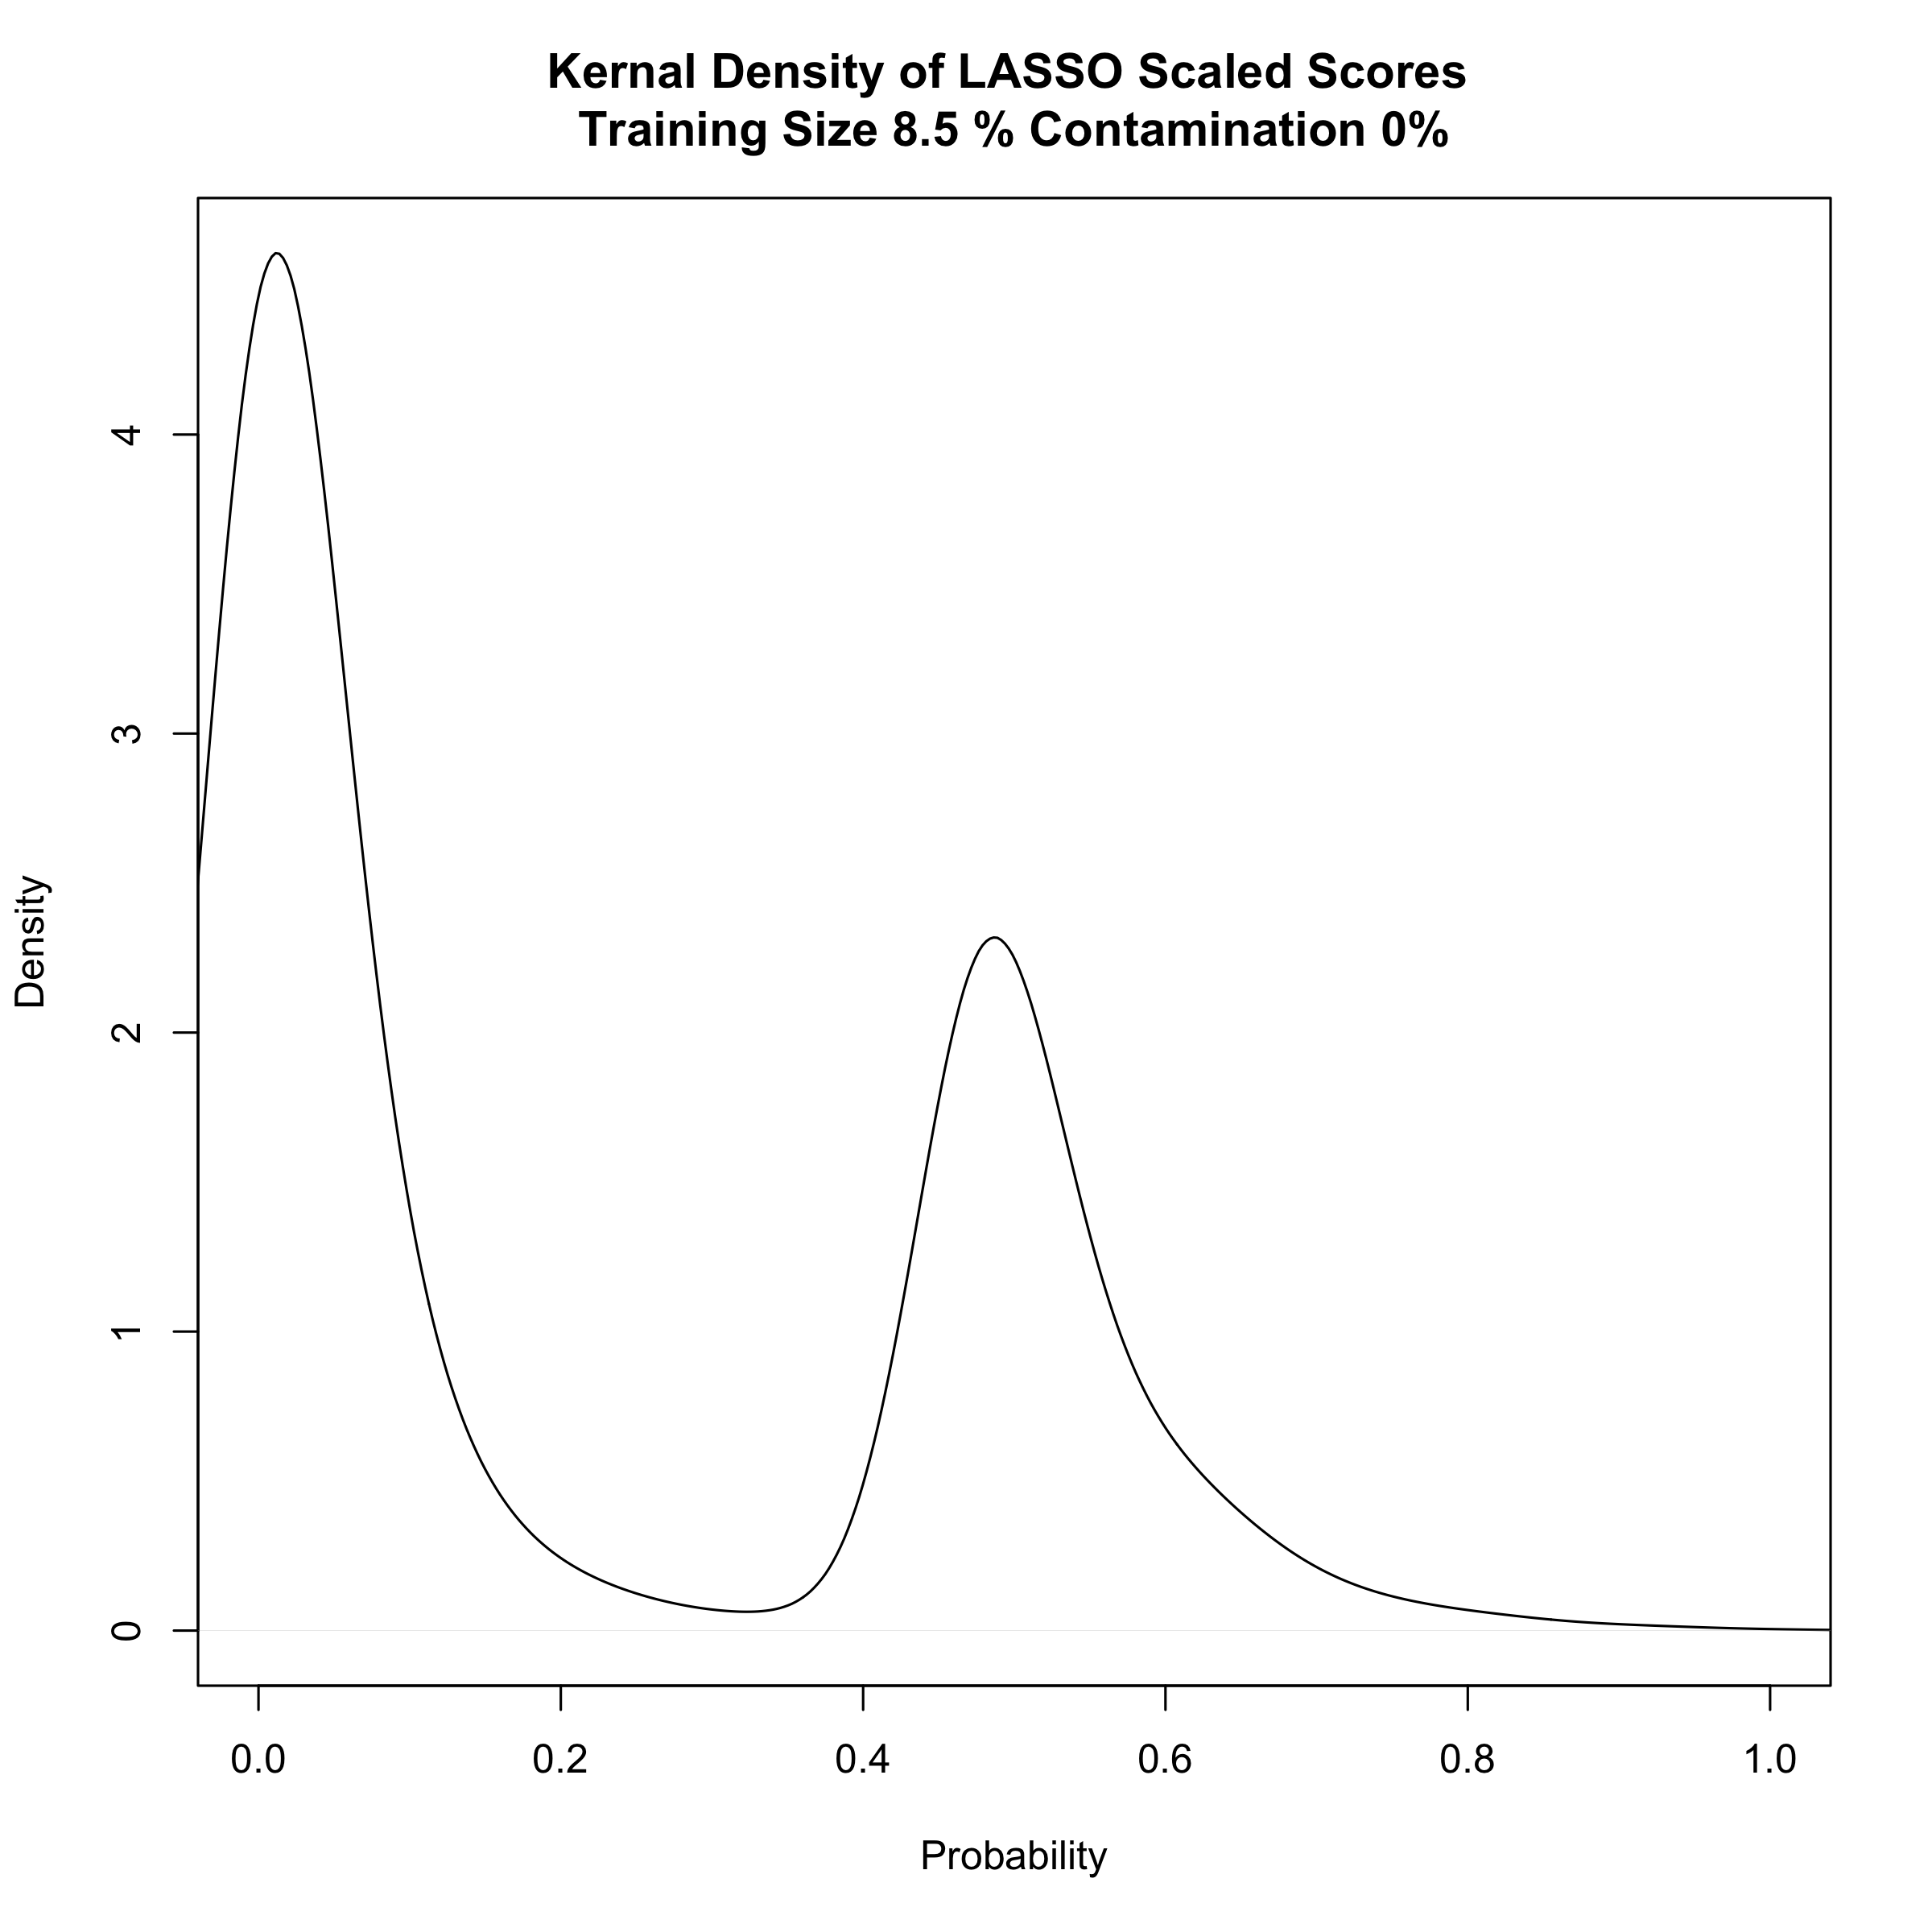 Kernal Density of LASSO Scaled Scores
Training Size 8.5 % Contamination 0%
Density
4
3
2
1
0
0.0 0.2 0.4 0.6 0.8 1.0
Probability